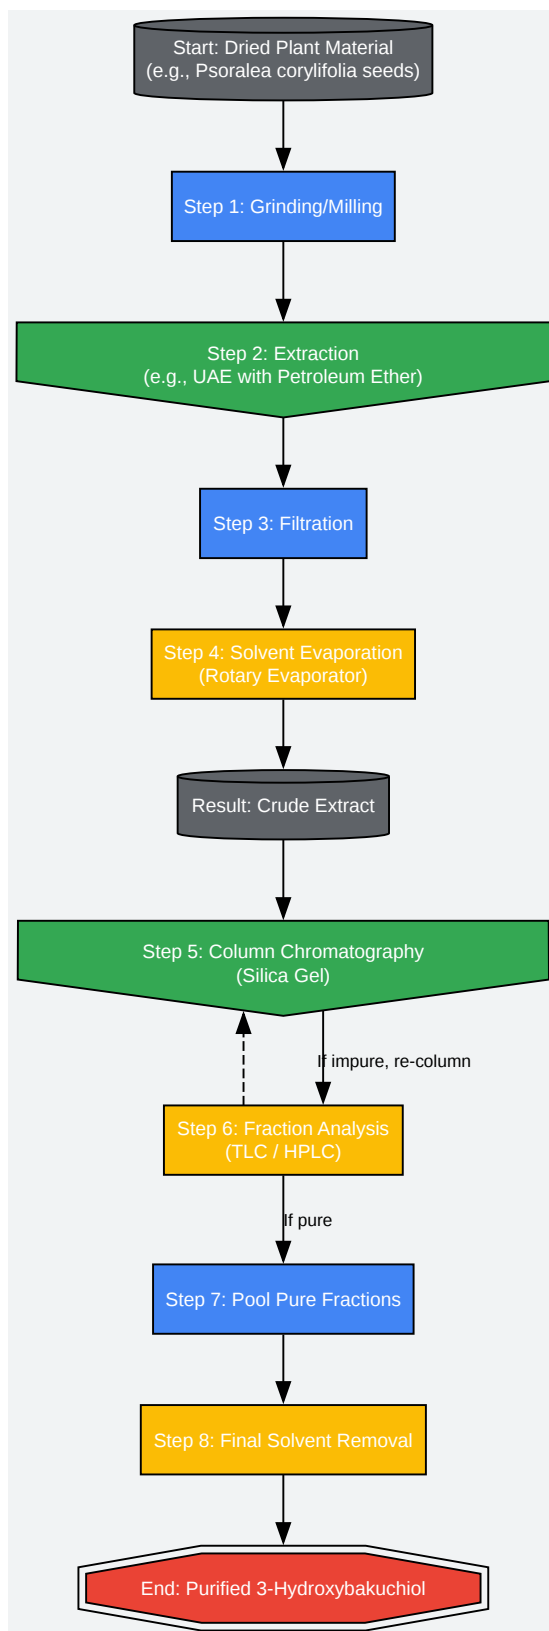 Start: Dried Plant Material
(e.g., Psoralea corylifolia seeds)
Step 1: Grinding/Milling
Step 2: Extraction
(e.g., UAE with Petroleum Ether)
Step 3: Filtration
Step 4: Solvent Evaporation
(Rotary Evaporator)
Result: Crude Extract
Step 5: Column Chromatography
(Silica Gel)
If impure, re-column
Step 6: Fraction Analysis
(TLC / HPLC)
If pure
Step 7: Pool Pure Fractions
Step 8: Final Solvent Removal
End: Purified 3-Hydroxybakuchiol